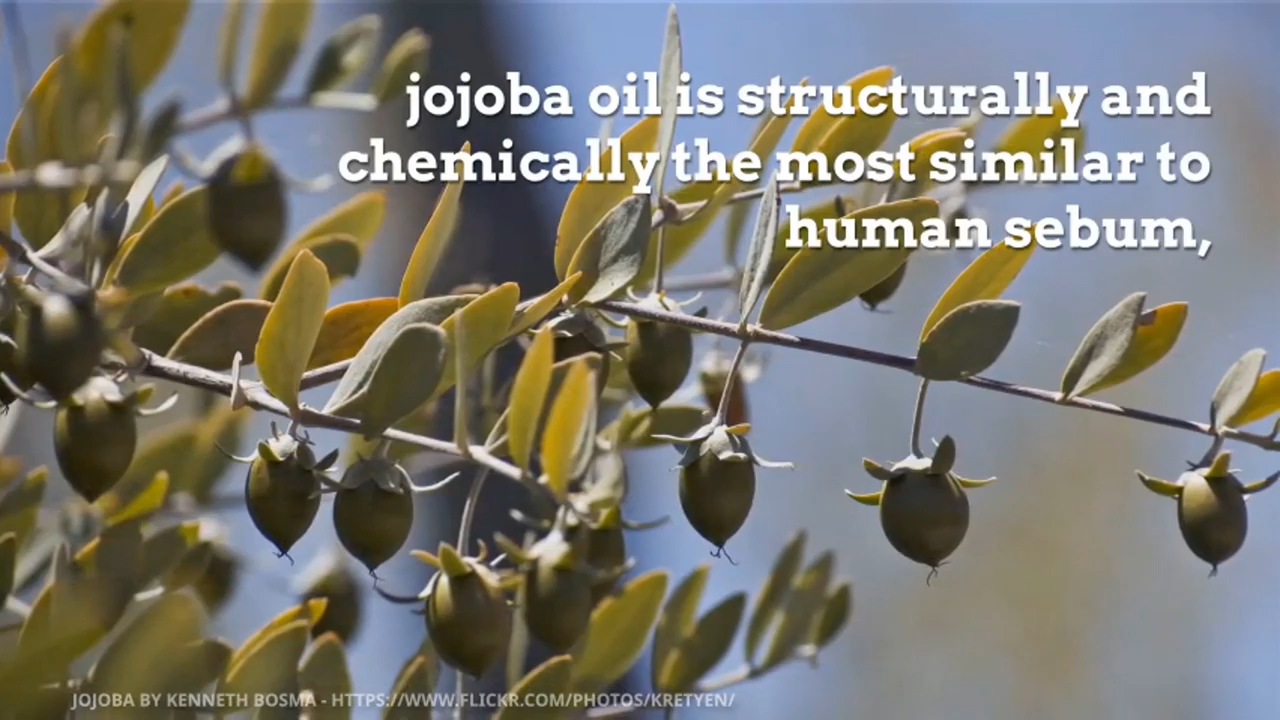 jojoba oil is structurally and
chemically the most similar to
human sebum,
JOJOBA BY KENNETH BOSMA - HTTPS://WWW.FLICKR.COM/PHOTOS/KRETYEN/